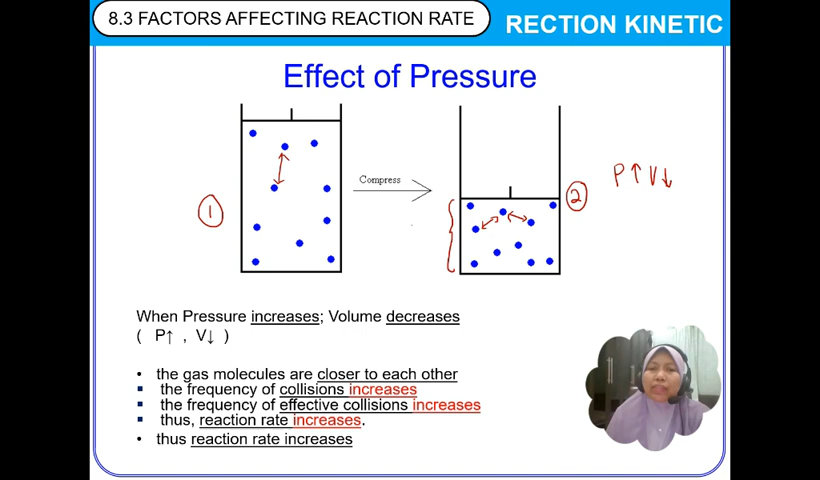 8.3 FACTORS AFFECTING REACTION RATE
RECTION KINETIC
Effect of Pressure
Compress
P↑ V↓
1
2
When Pressure increases; Volume decreases
( P↑ , V↓ )
• the gas molecules are closer to each other
▪ the frequency of collisions increases
▪ the frequency of effective collisions increases
▪ thus, reaction rate increases.
• thus reaction rate increases